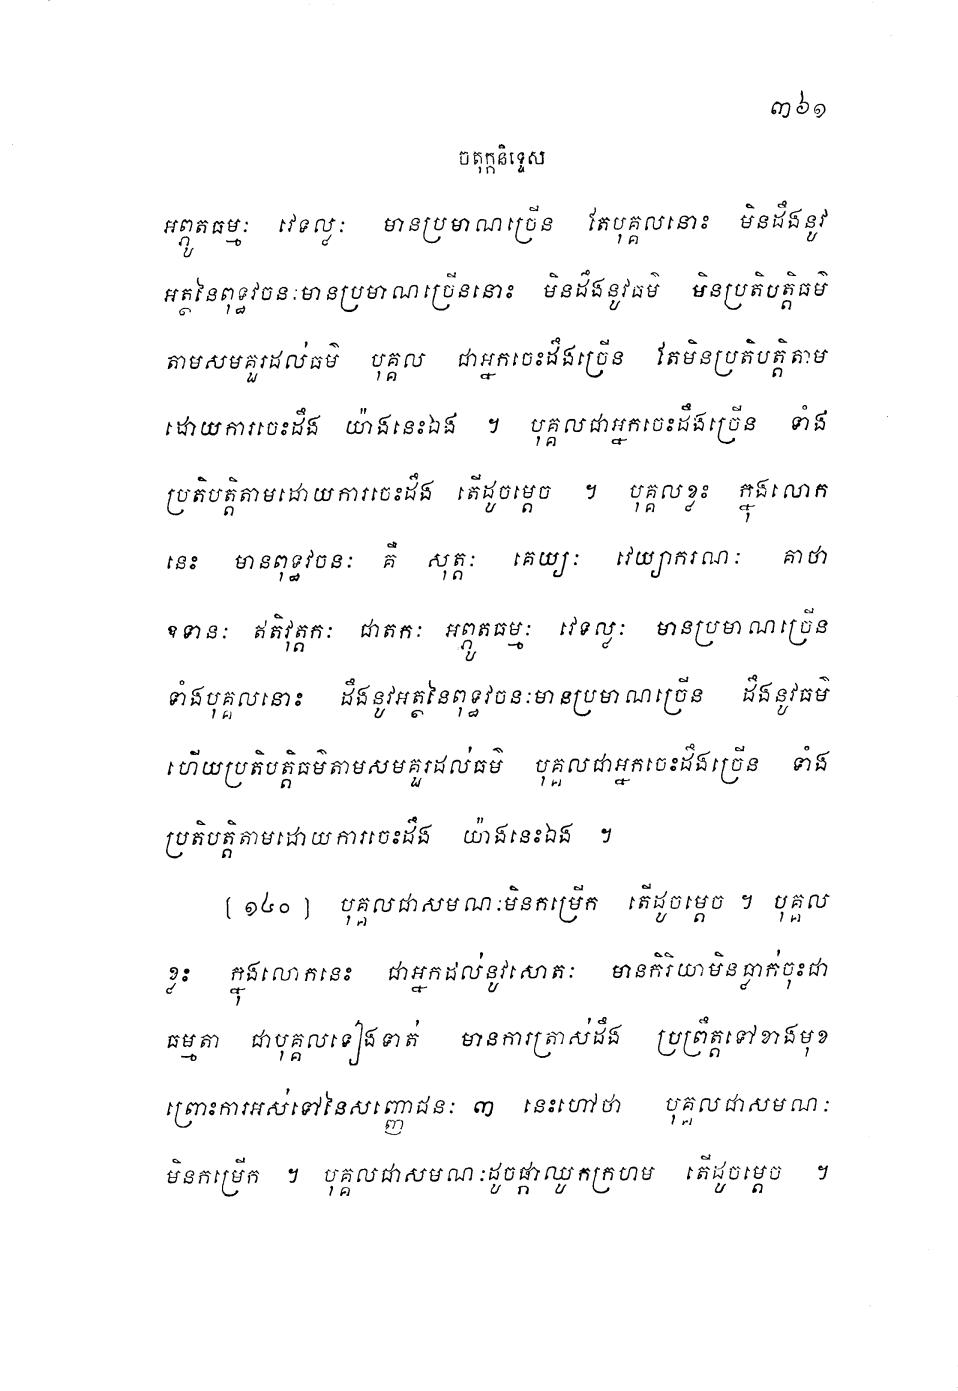 ៣៦១
ចតុក្កនិទ្ទេស
អព្ភូតធម្មៈ វេទល្លៈ មានប្រមាណច្រើន តែបុគ្គលនោះ មិនដឹងនូវ
អត្ថនៃពុទ្ធវចនៈមានប្រមាណច្រើននោះ មិនដឹងនូវធម៌ មិនប្រតិបត្តិធម៌
តាមសមគួរដល់ធម៌ បុគ្គល ជាអ្នកចេះដឹងច្រើន តែមិនប្រតិបត្តិតាម
ដោយការចេះដឹង យ៉ាងនេះឯង ។ បុគ្គលជាអ្នកចេះដឹងច្រើន ទាំង
ប្រតិបត្តិតាមដោយការចេះដឹង តើដូចម្តេច ។ បុគ្គលខ្លះ ក្នុងលោក
នេះ មានពុទ្ធវចនៈ គឺ សុត្តៈ គេយ្យៈ វេយ្យាករណៈ គាថា
ឧទានៈ ឥតិវុត្តកៈ ជាតកៈ អព្ភូតធម្មៈ វេទល្លៈ មានប្រមាណច្រើន
ទាំងបុគ្គលនោះ ដឹងនូវអត្ថនៃពុទ្ធវចនៈមានប្រមាណច្រើន ដឹងនូវធម៌
ហើយប្រតិបត្តិធម៌តាមសមគួរដល់ធម៌ បុគ្គលជាអ្នកចេះដឹងច្រើន ទាំង
ប្រតិបត្តិតាមដោយការចេះដឹង យ៉ាងនេះឯង ។
[ ១៤០ ] បុគ្គលជាសមណៈមិនកម្រើក តើដូចម្តេច ។ បុគ្គល
ខ្លះ ក្នុងលោកនេះ ជាអ្នកដល់នូវសោតៈ មានកិរិយាមិនធ្លាក់ចុះជា
ធម្មតា ជាបុគ្គលទៀងទាត់ មានការត្រាស់ដឹង ប្រព្រឹត្តទៅខាងមុខ
ព្រោះការអស់ទៅនៃសញ្ញោជនៈ ៣ នេះហៅថា បុគ្គលជាសមណៈ
មិនកម្រើក ។ បុគ្គលជាសមណៈដូចផ្កាឈូកក្រហម តើដូចម្តេច ។